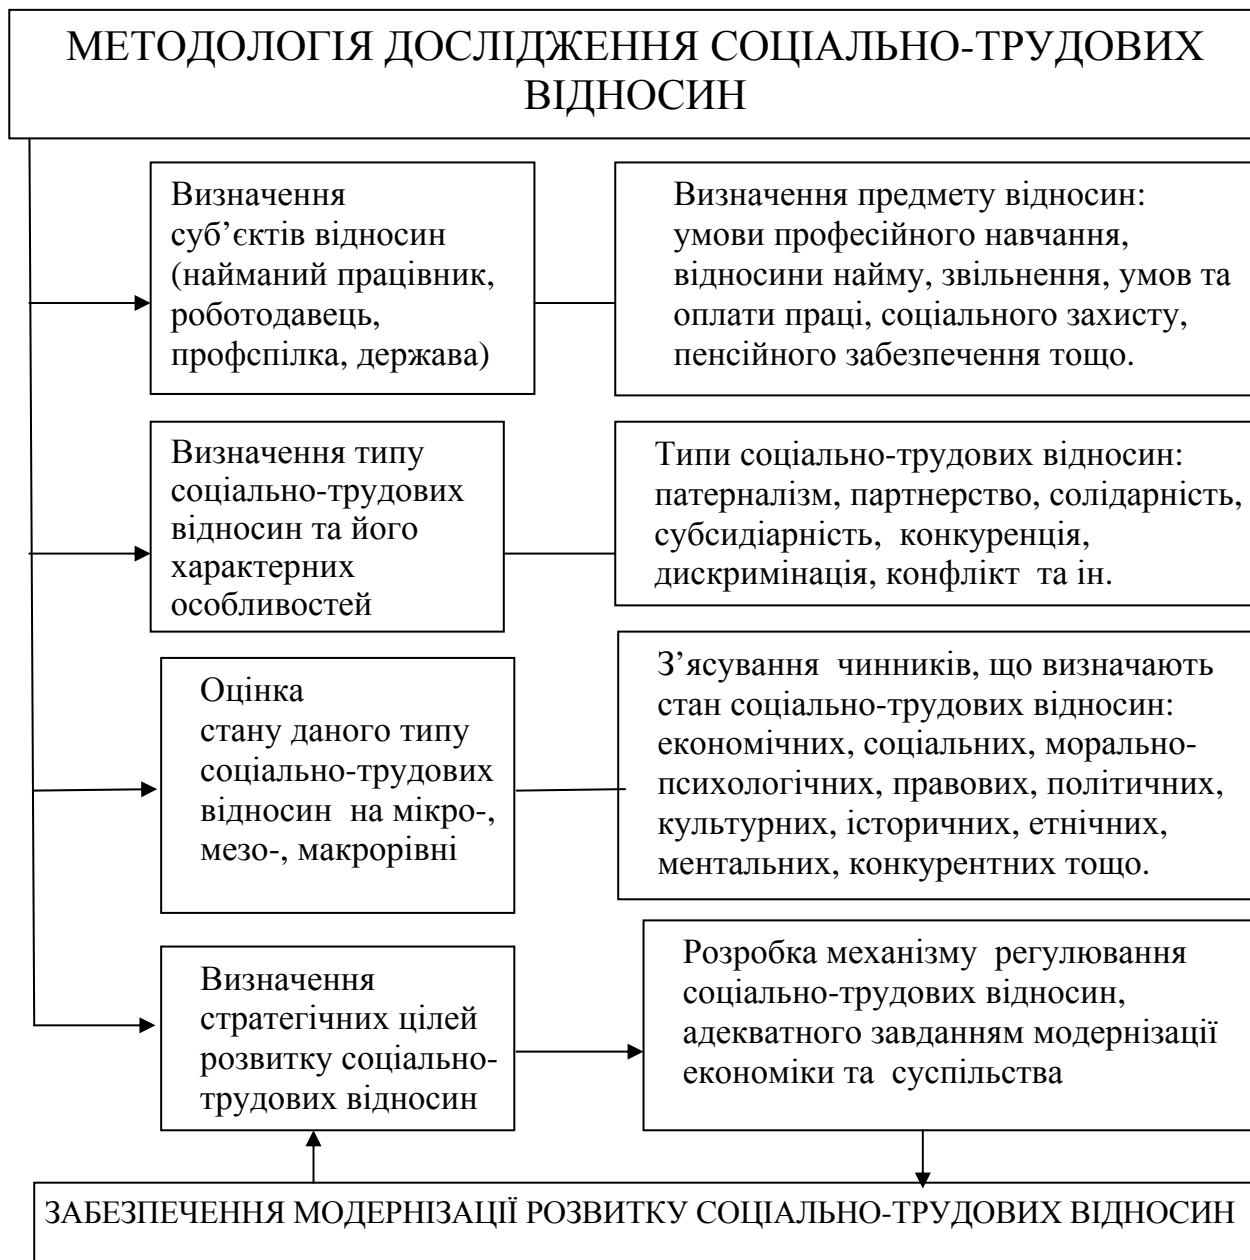 МЕТОДОЛОГІЯ ДОСЛІДЖЕННЯ СОЦІАЛЬНО-ТРУДОВИХ
ВІДНОСИН
Визначення
суб’єктів відносин
(найманий працівник,
роботодавець,
профспілка, держава)
Визначення предмету відносин:
умови професійного навчання,
відносини найму, звільнення, умов та
оплати праці, соціального захисту,
пенсійного забезпечення тощо.
Визначення типу
соціально-трудових
відносин та його
характерних
особливостей
Типи соціально-трудових відносин:
патерналізм, партнерство, солідарність,
субсидіарність, конкуренція,
дискримінація, конфлікт та ін.
Оцінка
стану даного типу
соціально-трудових
відносин на мікро-,
мезо-, макрорівні
З’ясування чинників, що визначають
стан соціально-трудових відносин:
економічних, соціальних, морально-
психологічних, правових, політичних,
культурних, історичних, етнічних,
ментальних, конкурентних тощо.
Визначення
стратегічних цілей
розвитку соціально-
трудових відносин
Розробка механізму регулювання
соціально-трудових відносин,
адекватного завданням модернізації
економіки та суспільства
ЗАБЕЗПЕЧЕННЯ МОДЕРНІЗАЦІЇ РОЗВИТКУ СОЦІАЛЬНО-ТРУДОВИХ ВІДНОСИН